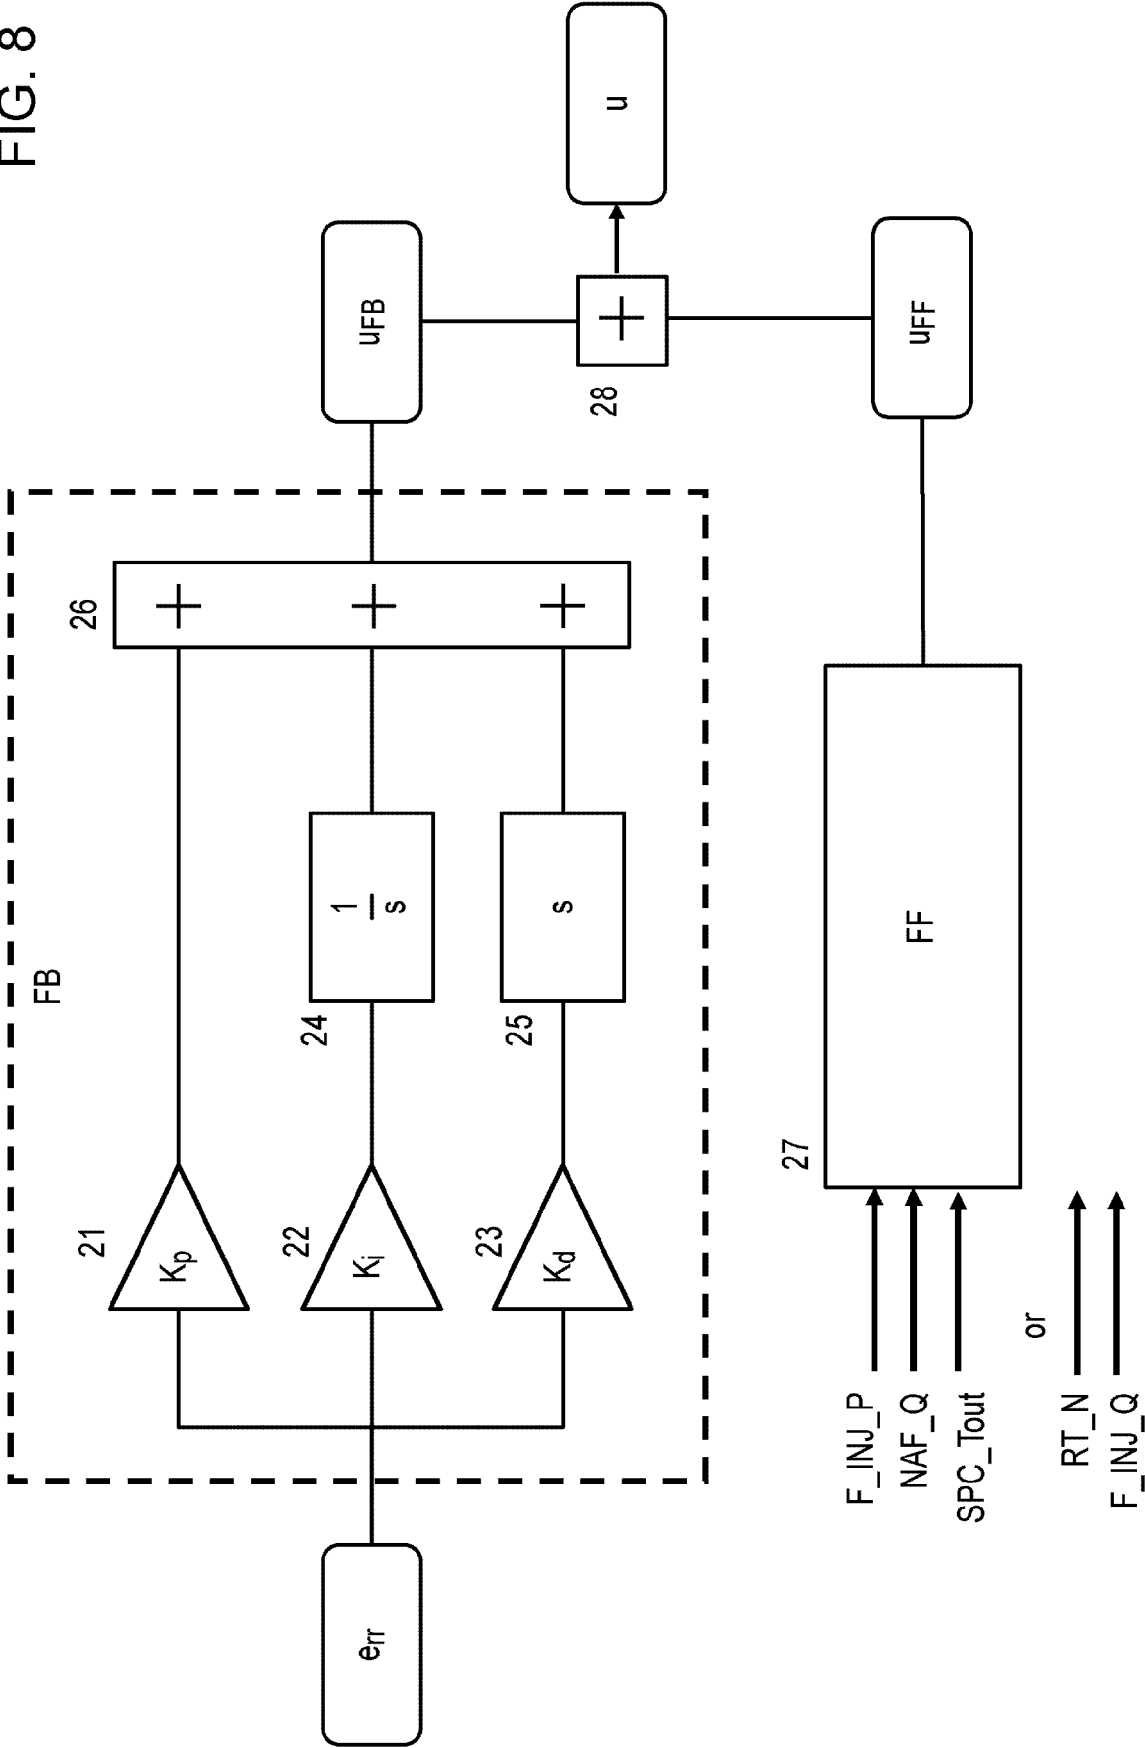 FIG. 8
FB
err
21
Kp
22
Ki
23
Kd
24
1
s
25
s
26
+
+
+
uFB
28
+
u
27
FF
uFF
F_INJ_P
NAF_Q
SPC_Tout
or
RT_N
F_INJ_Q